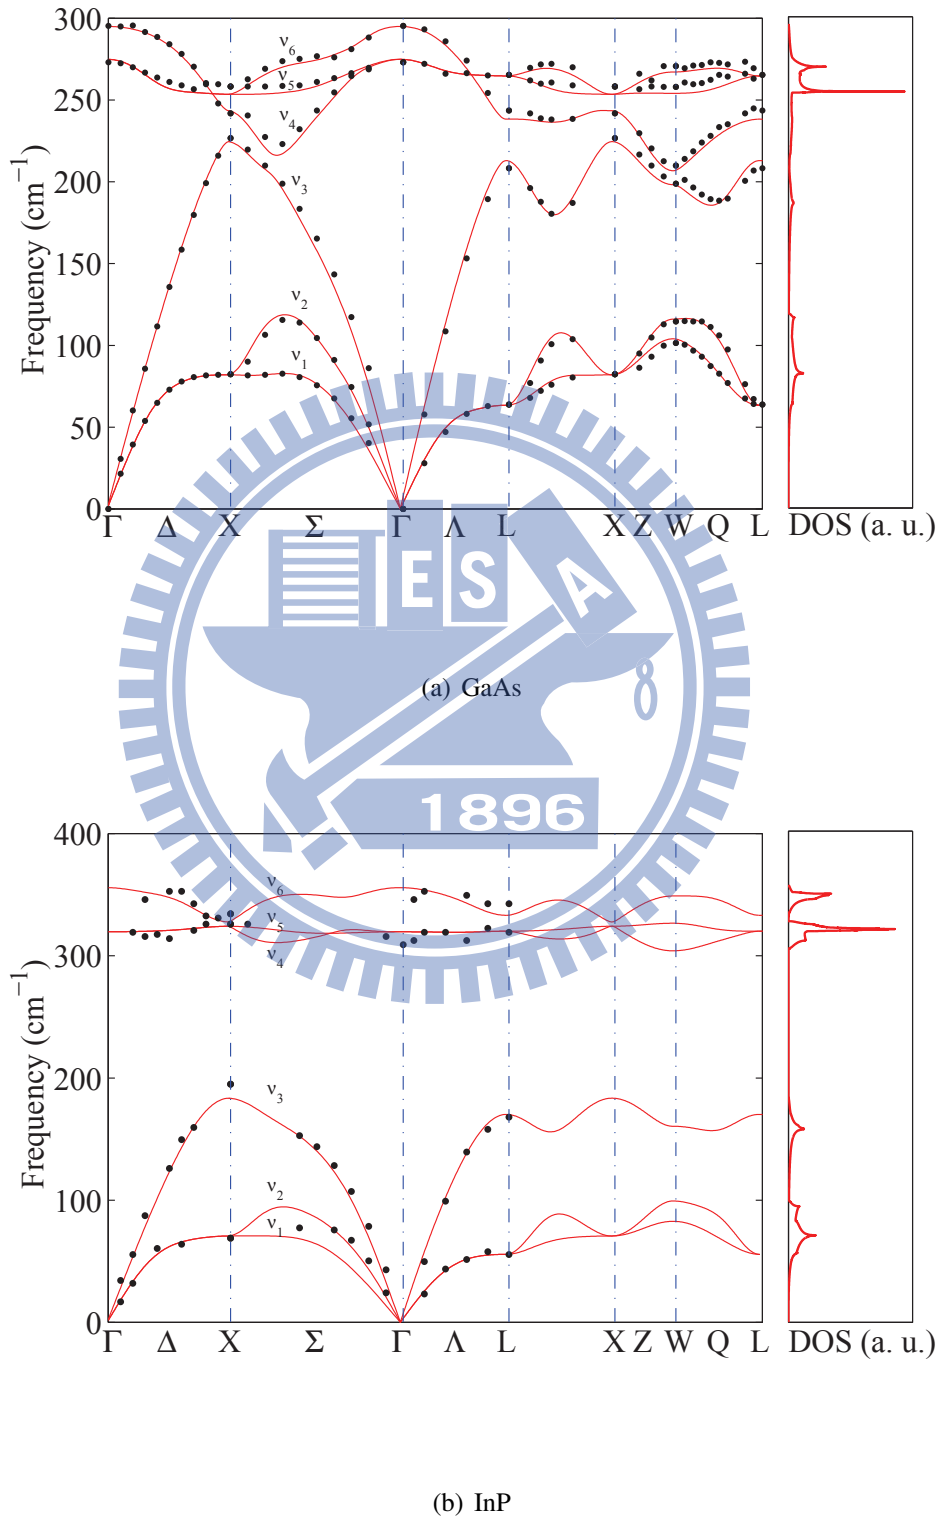 300
250
200
150
100
50
0
Frequency (cm⁻¹)
ν₆
ν₅
ν₄
ν₃
ν₂
ν₁
Γ Δ X Σ Γ Λ L X Z W Q L DOS (a. u.)
E S A
(a) GaAs
8
1896
400
300
200
100
0
Frequency (cm⁻¹)
ν₆
ν₅
ν₄
ν₃
ν₂
ν₁
Γ Δ X Σ Γ Λ L X Z W Q L DOS (a. u.)
(b) InP